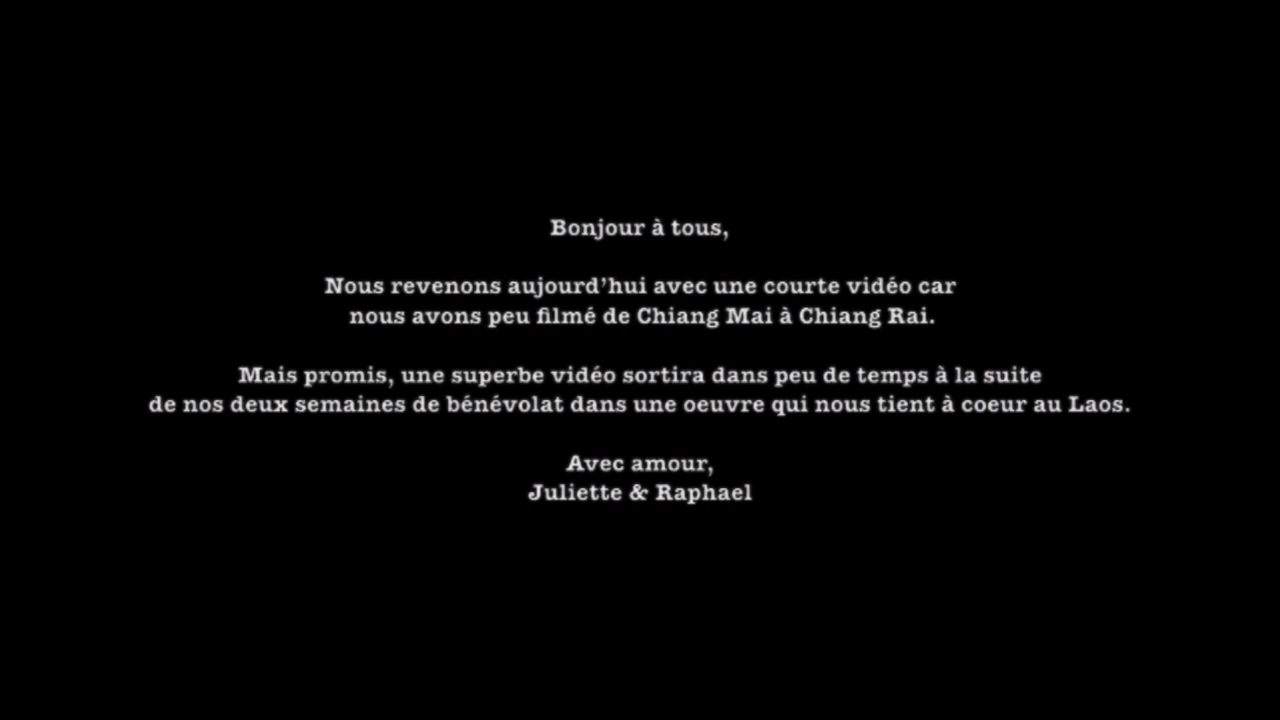 Bonjour à tous,
Nous revenons aujourd’hui avec une courte vidéo car
nous avons peu filmé de Chiang Mai à Chiang Rai.
Mais promis, une superbe vidéo sortira dans peu de temps à la suite
de nos deux semaines de bénévolat dans une oeuvre qui nous tient à coeur au Laos.
Avec amour,
Juliette & Raphael